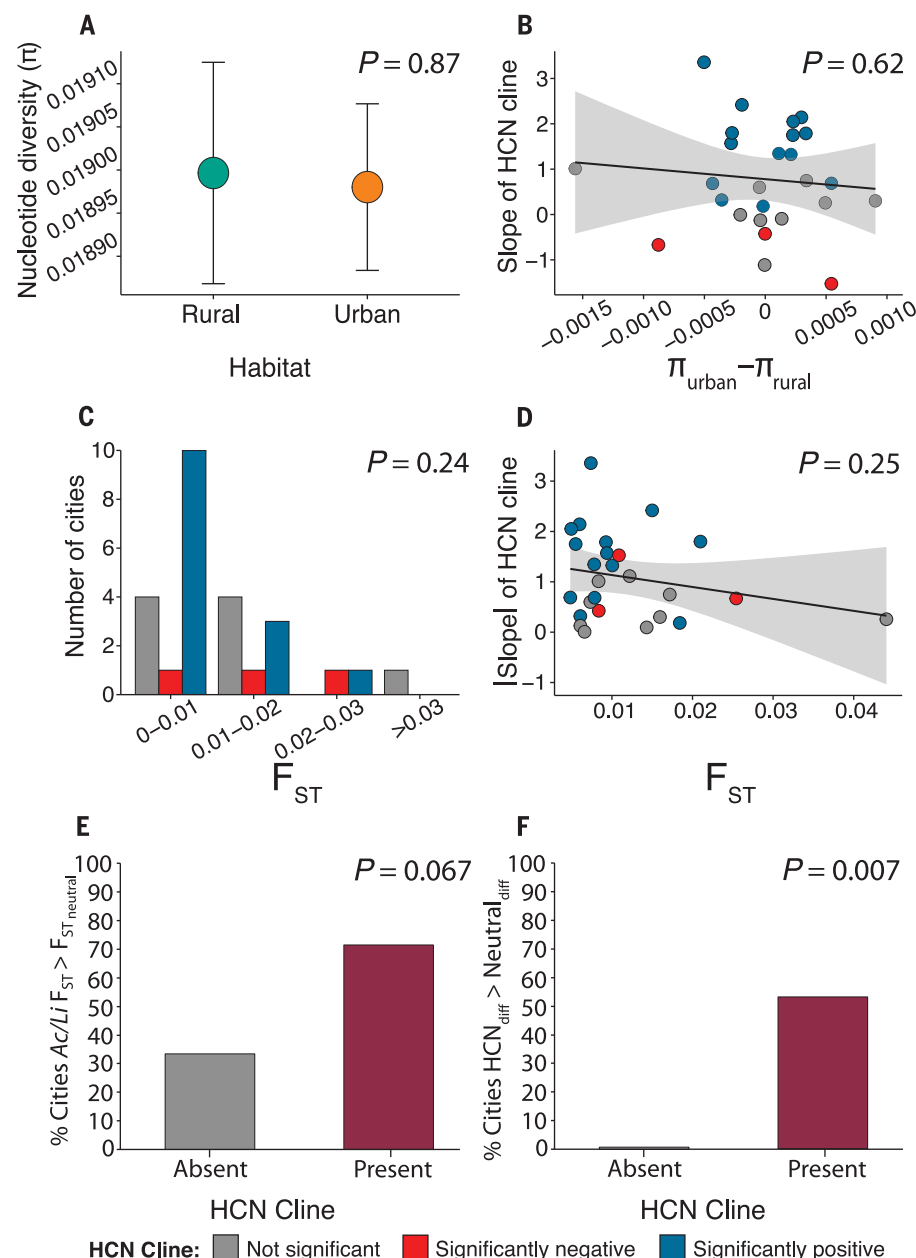 A
P = 0.87
Nucleotide diversity (π)
0.01910
0.01905
0.01900
0.01895
0.01890
Rural
Urban
Habitat
B
P = 0.62
Slope of HCN cline
3
2
1
0
−1
−0.0015
−0.0010
−0.0005
0
0.0005
0.0010
πurban−πrural
C
P = 0.24
Number of cities
10
8
6
4
2
0
0−0.01
0.01−0.02
0.02−0.03
>0.03
FST
D
P = 0.25
|Slope| of HCN cline
3
2
1
0
−1
0.01
0.02
0.03
0.04
FST
E
P = 0.067
% Cities Ac/Li FST > FST neutral
100
90
80
70
60
50
40
30
20
10
0
Absent
Present
HCN Cline
F
P = 0.007
% Cities HCNdiff > Neutraldiff
100
90
80
70
60
50
40
30
20
10
0
Absent
Present
HCN Cline
HCN Cline: Not significant Significantly negative Significantly positive